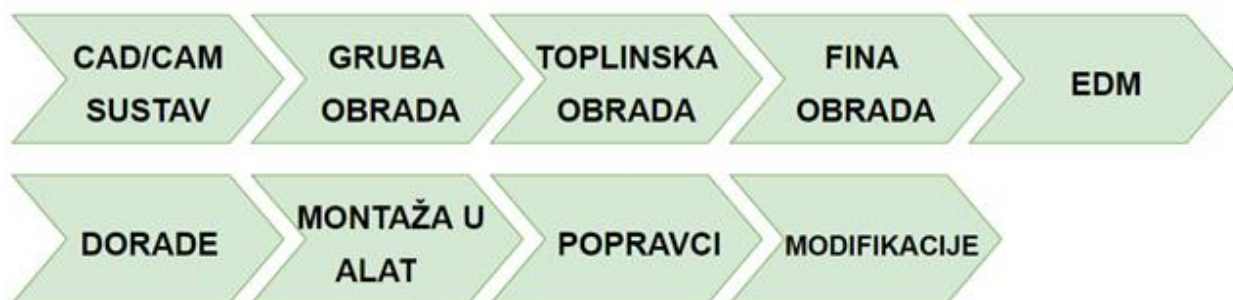 CAD/CAM
SUSTAV
GRUBA
OBRADA
TOPLINSKA
OBRADA
FINA
OBRADA
EDM
DORADE
MONTAŽA U
ALAT
POPRAVCI
MODIFIKACIJE